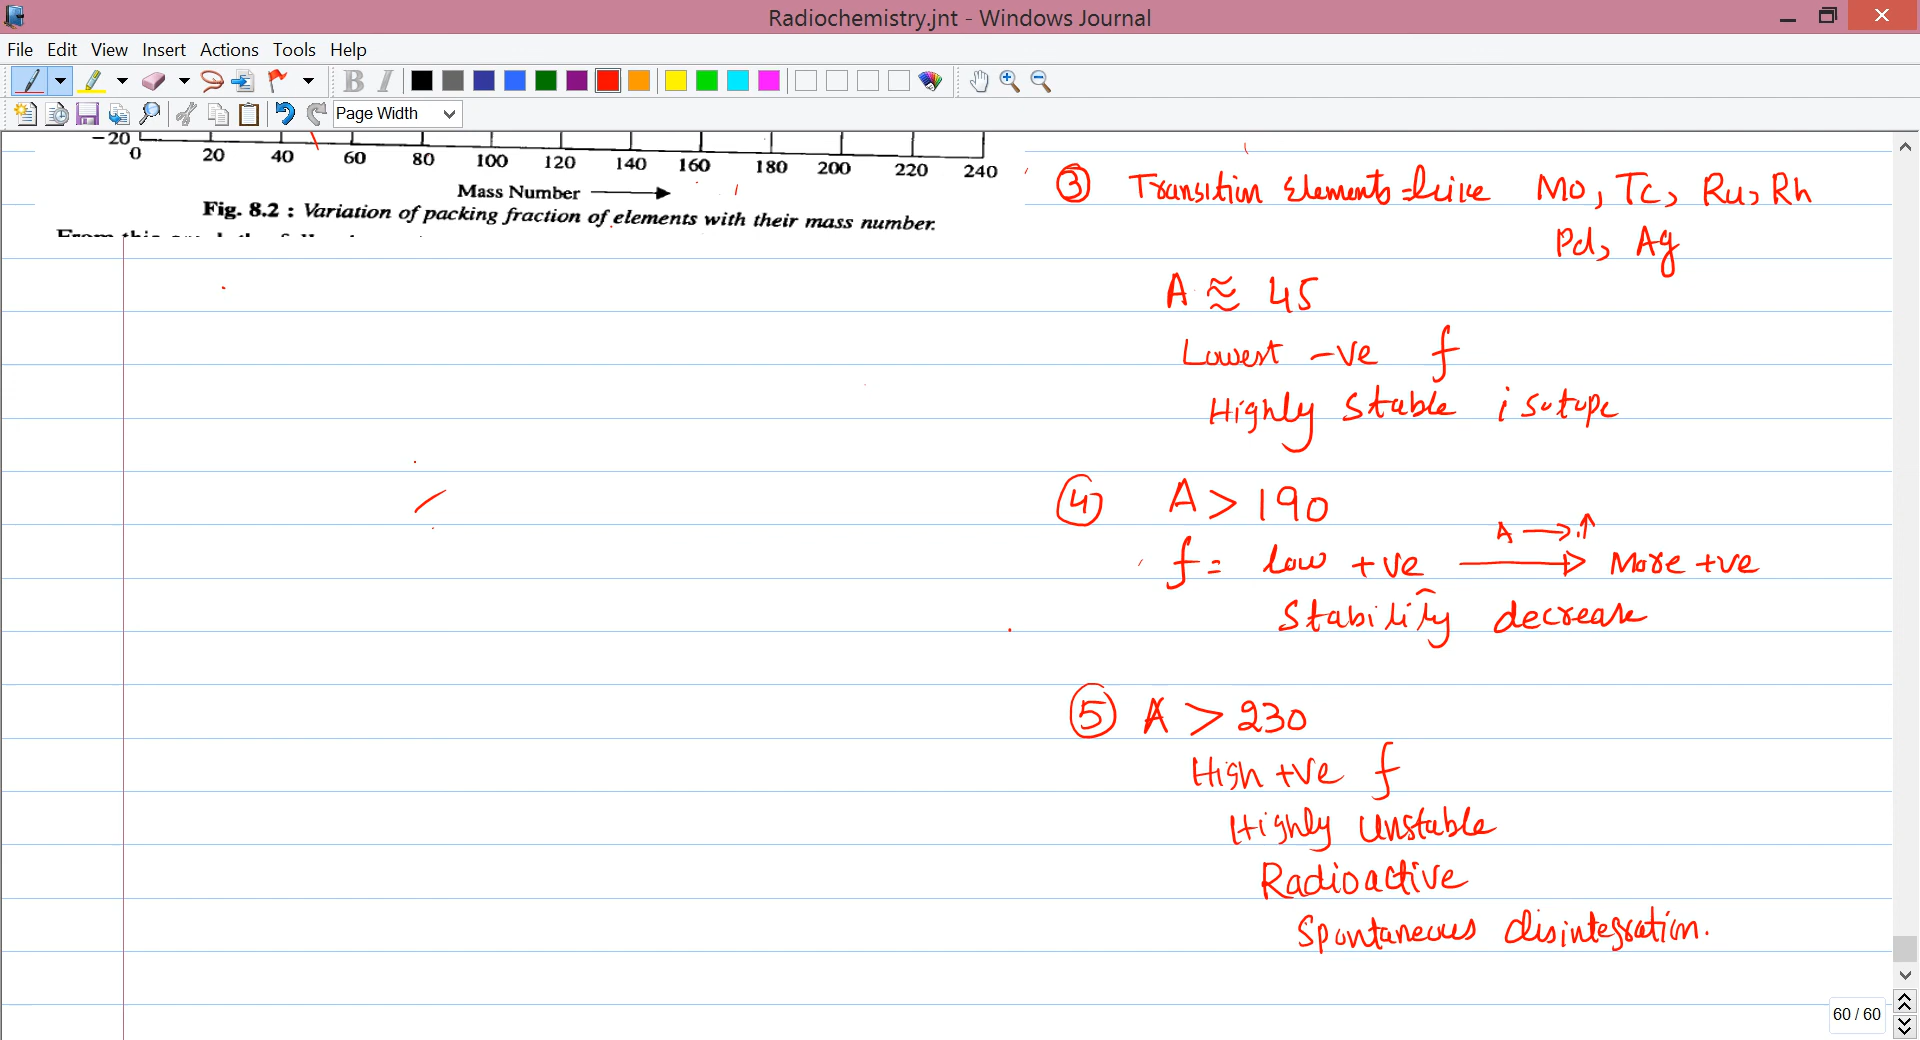 Radiochemistry.jnt - Windows Journal
File Edit View Insert Actions Tools Help
B I
Page Width
-20
0 20 40 60 80 100 120 140 160 180 200 220 240
Mass Number
Fig. 8.2 : Variation of packing fraction of elements with their mass number.
From this
③ Transition Elements like Mo, Tc, Ru, Rh
Pd, Ag
A ≈ 45
Lowest -ve f
Highly stable isotope
④ A > 190
A → ↑
f = low +ve → More +ve
Stability decrease
⑤ A > 230
High +ve f
Highly Unstable
Radioactive
Spontaneous disintegration.
60 / 60